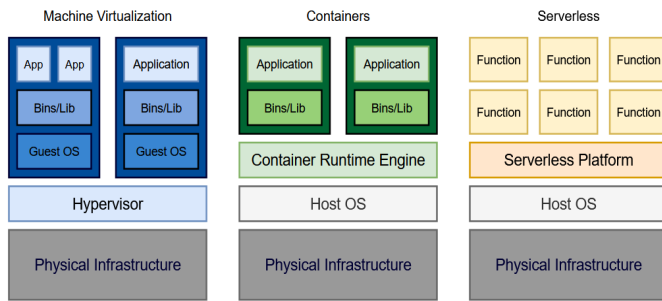 Machine Virtualization
Containers
Serverless
App
App
Application
Bins/Lib
Bins/Lib
Guest OS
Guest OS
Hypervisor
Physical Infrastructure
Application
Application
Bins/Lib
Bins/Lib
Container Runtime Engine
Host OS
Physical Infrastructure
Function
Function
Function
Function
Function
Function
Serverless Platform
Host OS
Physical Infrastructure